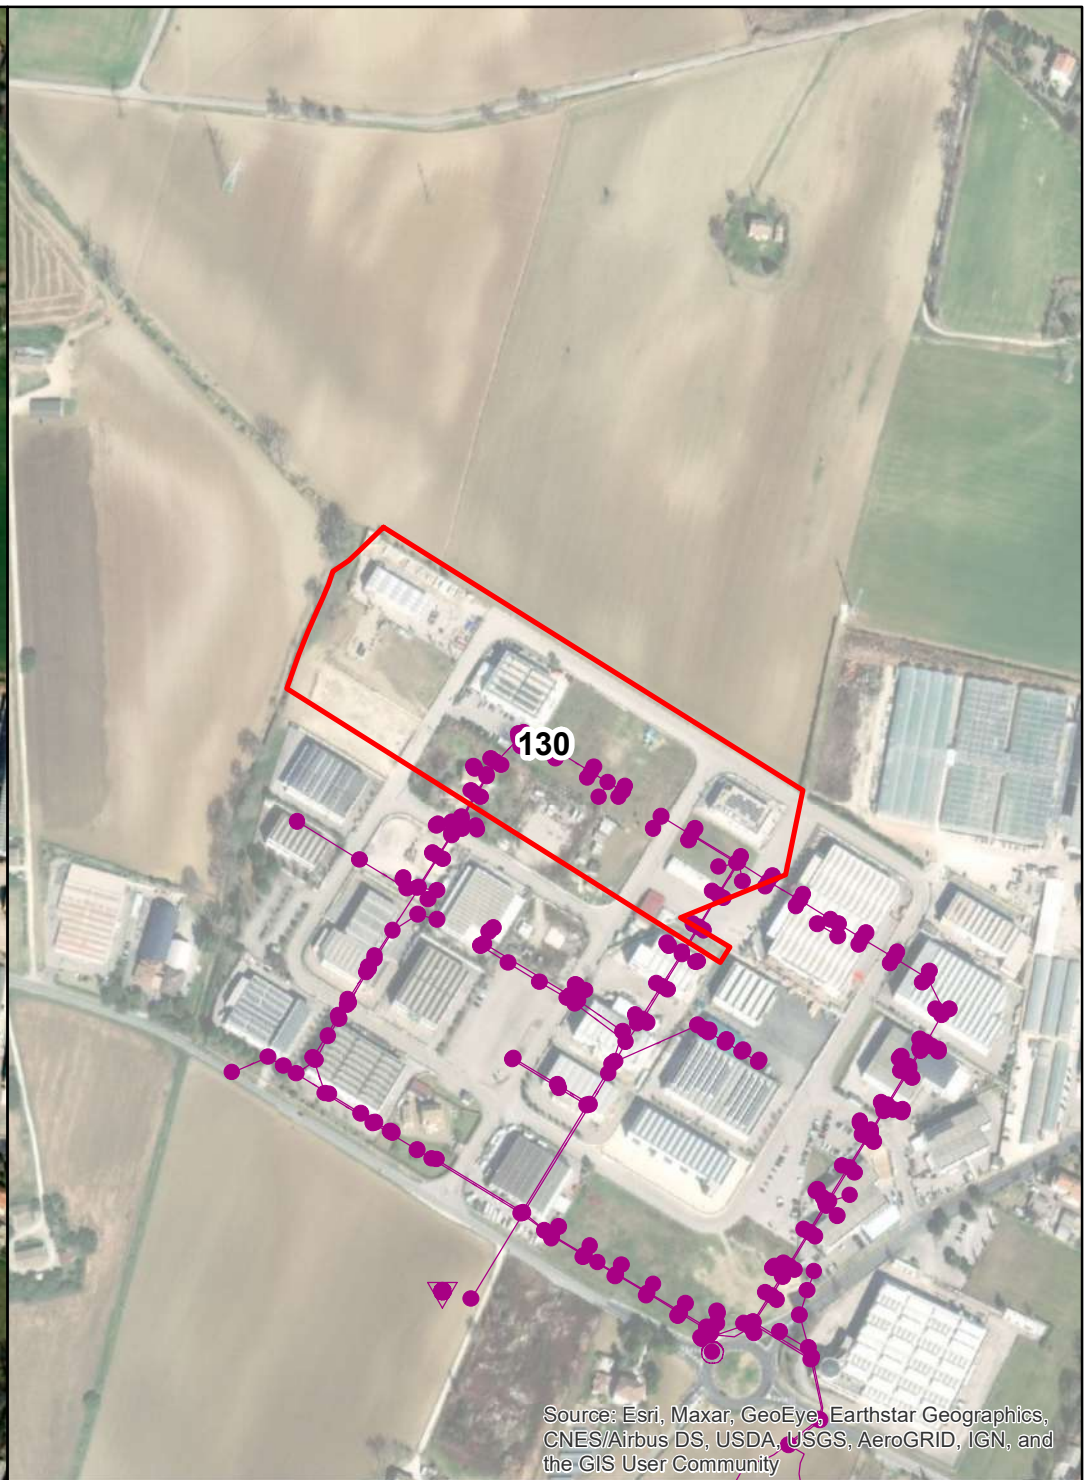 130
Source: Esri, Maxar, GeoEye, Earthstar Geographics,
CNES/Airbus DS, USDA, USGS, AeroGRID, IGN, and
the GIS User Community